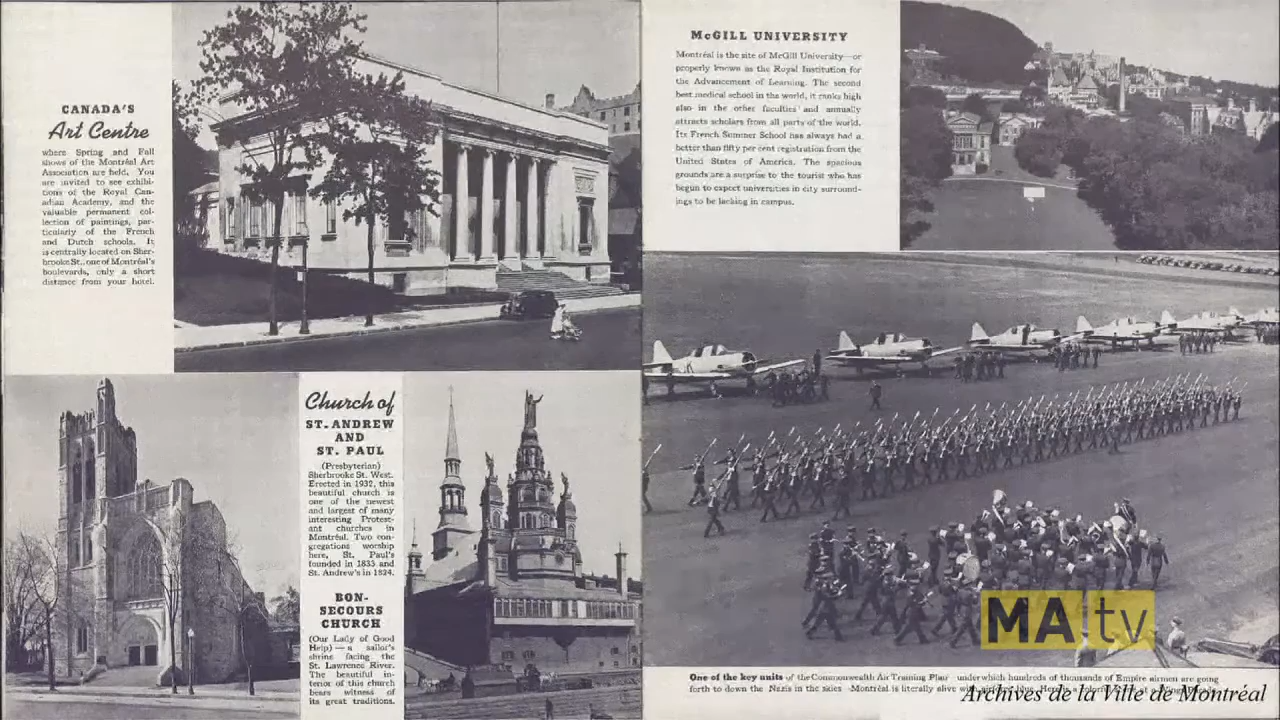 CANADA'S
Art Centre
where Spring and Fall
shows of the Montréal Art
Association are held. You
are invited to see exhibi-
tions of the Royal Can-
adian Academy, and the
valuable permanent col-
lection of paintings, par-
ticularly of the French
and Dutch schools. It
is centrally located on Sher-
brooke St., one of Montréal's
boulevards, only a short
distance from your hotel.
Church of
ST. ANDREW
AND
ST. PAUL
(Presbyterian)
Sherbrooke St. West.
Erected in 1932, this
beautiful church is
one of the newest
and largest of many
interesting Protest-
ant churches in
Montréal. Two con-
gregations worship
here, St. Paul's
founded in 1833 and
St. Andrew's in 1824.
BON-
SECOURS
CHURCH
(Our Lady of Good
Help) — a sailor's
shrine facing the
St. Lawrence River.
The beautiful in-
terior of this church
bears witness of
its great traditions.
McGILL UNIVERSITY
Montréal is the site of McGill University—or
properly known as the Royal Institution for
the Advancement of Learning. The second
best medical school in the world, it ranks high
also in the other faculties and annually
attracts scholars from all parts of the world.
Its French Summer School has always had a
better than fifty per cent registration from the
United States of America. The spacious
grounds are a surprise to the tourist who has
begun to expect universities in city surround-
ings to be lacking in campus.
MAtv
One of the key units of the Commonwealth Air Training Plan under which hundreds of thousands of Empire airmen are going
forth to down the Nazis in the skies Montréal is literally alive
Archives de la Ville de Montréal